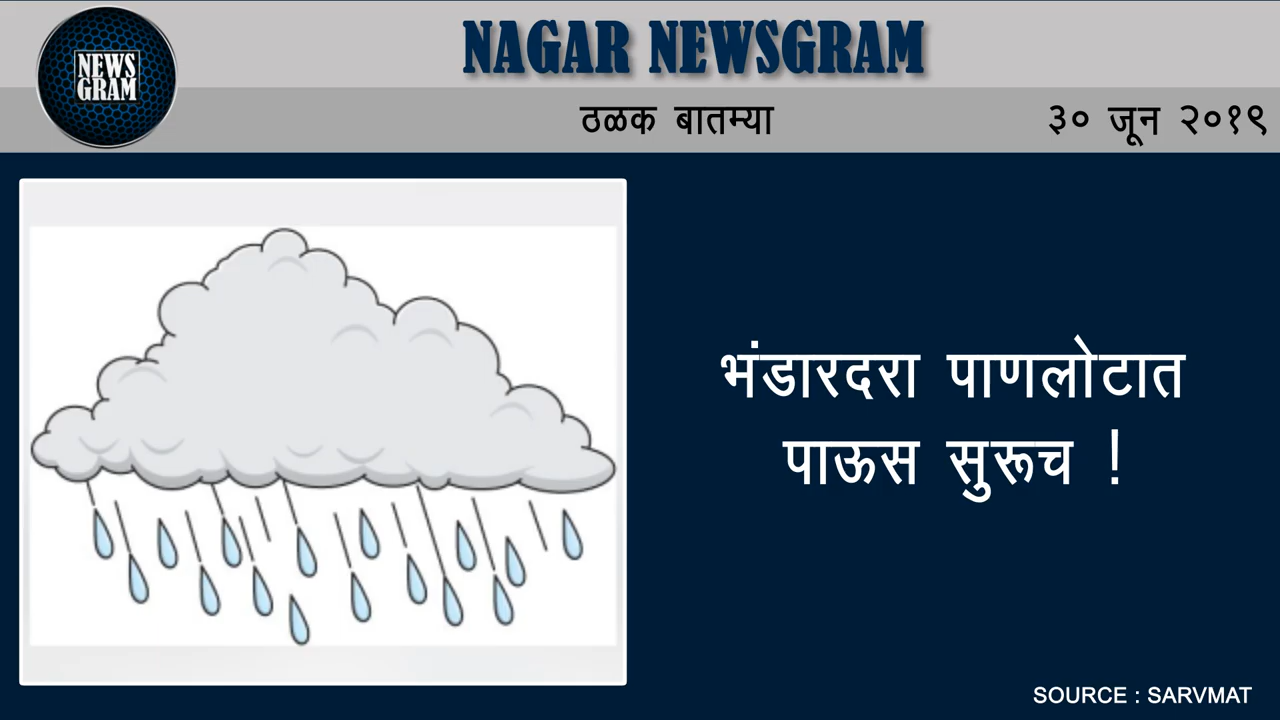 NEWS
GRAM
NAGAR NEWSGRAM
ठळक बातम्या
३० जून २०१९
भंडारदरा पाणलोटात
पाऊस सुरूच !
SOURCE : SARVMAT